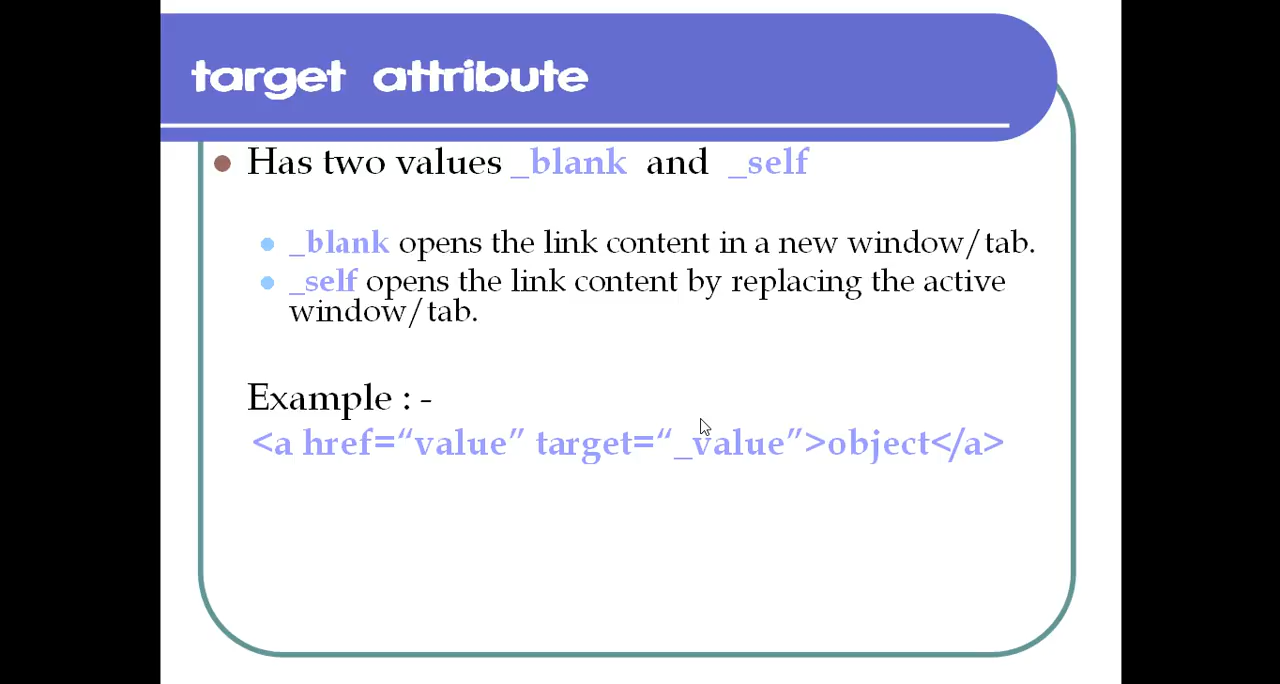 target attribute
Has two values _blank and _self
_blank opens the link content in a new window/tab.
_self opens the link content by replacing the active
window/tab.
Example : -
<a href=“value” target=“_value”>object</a>